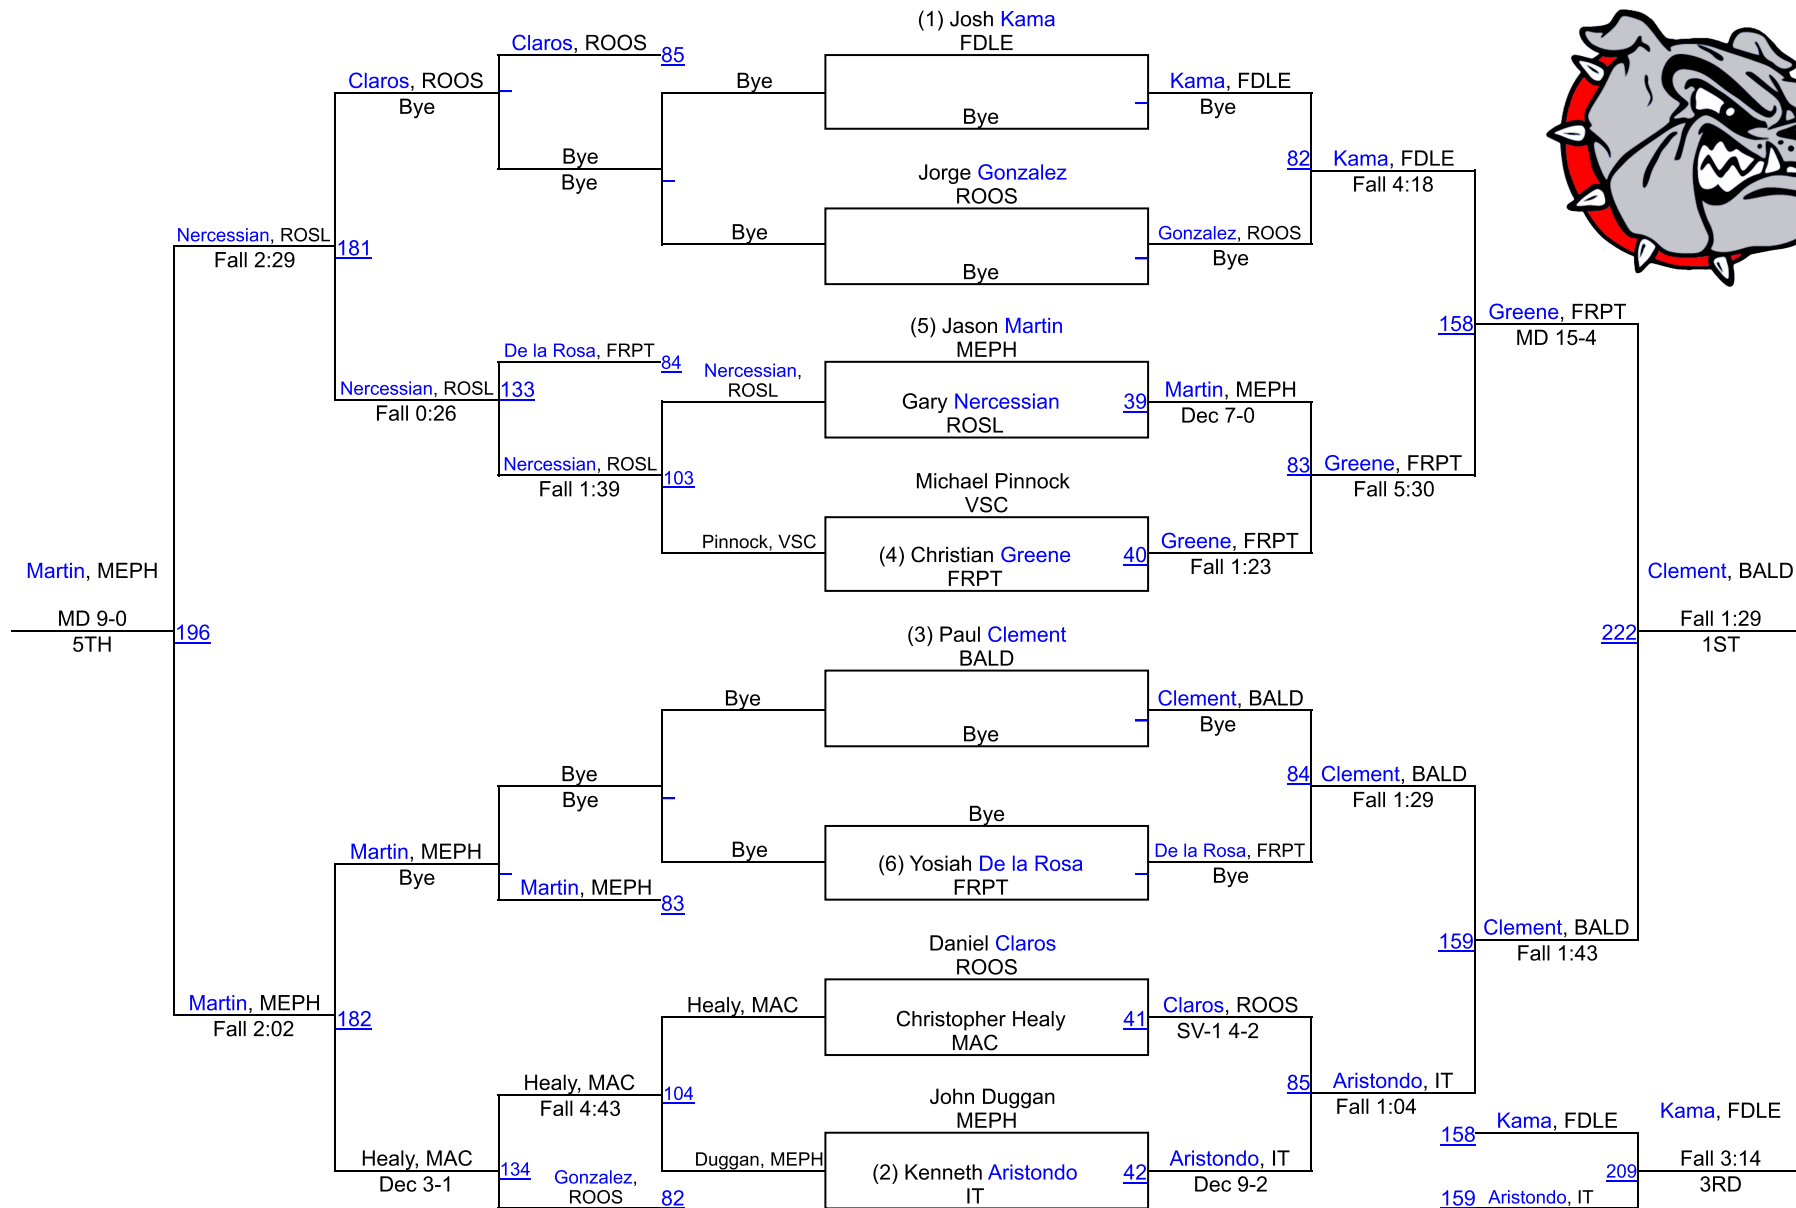 (1) Josh Kama
FDLE
Claros, ROOS
85
Claros, ROOS
Bye
Bye
Kama, FDLE
Bye
Bye
Bye
Bye
Jorge Gonzalez
ROOS
82
Kama, FDLE
Fall 4:18
Nercessian, ROSL
Fall 2:29
181
Bye
Gonzalez, ROOS
Bye
Bye
(5) Jason Martin
MEPH
158
Greene, FRPT
MD 15-4
De la Rosa, FRPT
84
Nercessian, ROSL
Fall 0:26
133
Nercessian,
ROSL
Gary Nercessian
ROSL
39
Martin, MEPH
Dec 7-0
Nercessian, ROSL
Fall 1:39
103
Michael Pinnock
VSC
83
Greene, FRPT
Fall 5:30
Pinnock, VSC
(4) Christian Greene
FRPT
40
Greene, FRPT
Fall 1:23
Martin, MEPH
MD 9-0
5TH
196
Clement, BALD
222
Fall 1:29
1ST
(3) Paul Clement
BALD
Bye
Bye
Clement, BALD
Bye
Bye
Bye
Bye
84
Clement, BALD
Fall 1:29
Martin, MEPH
Bye
Bye
(6) Yosiah De la Rosa
FRPT
De la Rosa, FRPT
Bye
Martin, MEPH
83
Daniel Claros
ROOS
159
Clement, BALD
Fall 1:43
Martin, MEPH
Fall 2:02
182
Healy, MAC
Christopher Healy
MAC
41
Claros, ROOS
SV-1 4-2
Healy, MAC
Fall 4:43
104
John Duggan
MEPH
85
Aristondo, IT
Fall 1:04
158
Kama, FDLE
Kama, FDLE
Healy, MAC
Dec 3-1
134
Gonzalez,
ROOS
82
Duggan, MEPH
(2) Kenneth Aristondo
IT
42
Aristondo, IT
Dec 9-2
209
Fall 3:14
3RD
159
Aristondo, IT